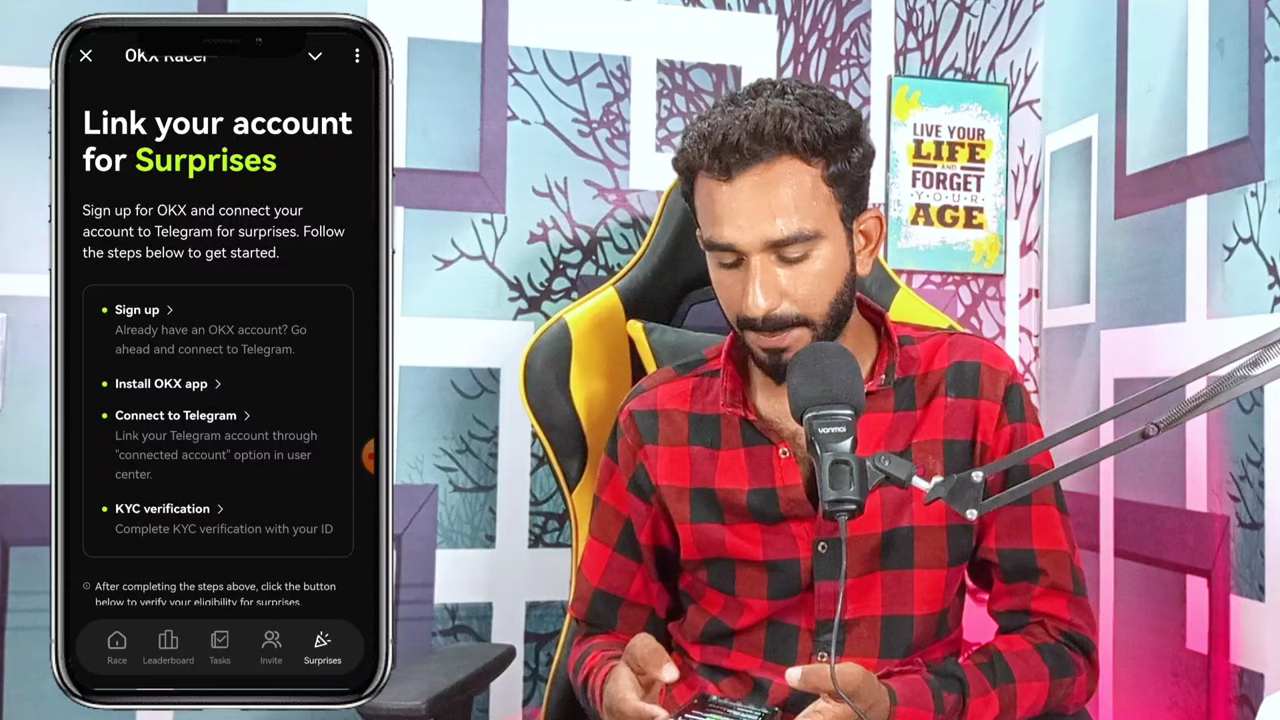 OKX Racer
Link your account
for Surprises
Sign up for OKX and connect your
account to Telegram for surprises. Follow
the steps below to get started.
Sign up
Already have an OKX account? Go
ahead and connect to Telegram.
Install OKX app
Connect to Telegram
Link your Telegram account through
"connected account" option in user
center.
KYC verification
Complete KYC verification with your ID
After completing the steps above, click the button
below to verify your eligibility for surprises
Race
Leaderboard
Tasks
Invite
Surprises
LIVE YOUR
LIFE
AND
FORGET
YOUR
AGE
vonmai